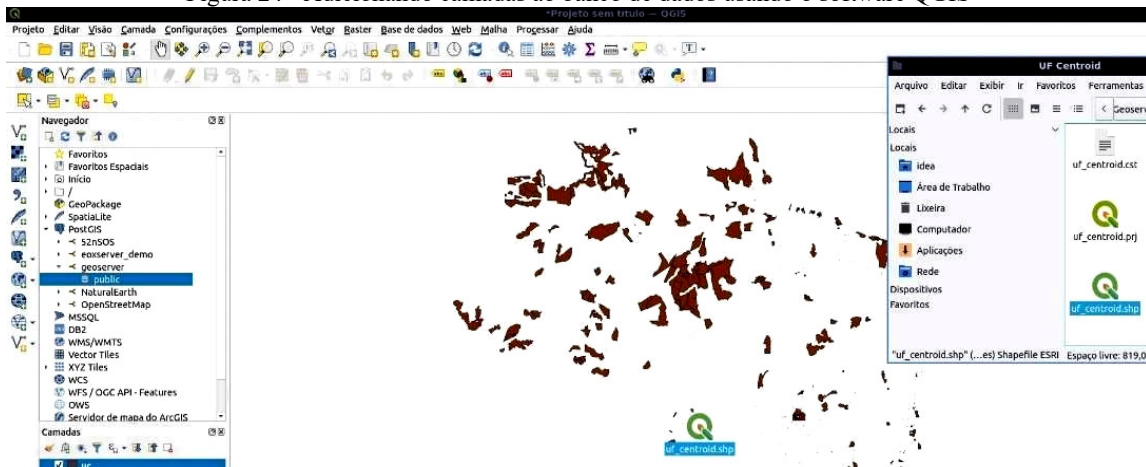 Figura 24 - Adicionando camadas ao banco de dados usando o software QGIS
*Projeto sem título — QGIS
Projeto Editar Visão Camada Configurações Complementos Vetor Raster Base de dados Web Malha Processar Ajuda
Navegador
Favoritos
Favoritos Espaciais
Início
/
GeoPackage
SpatiaLite
PostGIS
52nSOS
eoxserver_demo
geoserver
public
NaturalEarth
OpenStreetMap
MSSQL
DB2
WMS/WMTS
Vector Tiles
XYZ Tiles
WCS
WFS / OGC API - Features
OWS
Servidor de mapa do ArcGIS
Camadas
uc
uf_centroid.shp
UF Centroid
Arquivo Editar Exibir Ir Favoritos Ferramentas
Geoserv
Locais
Locais
idea
Área de Trabalho
Lixeira
Computador
Aplicações
Rede
Dispositivos
Favoritos
uf_centroid.cst
uf_centroid.prj
uf_centroid.shp
"uf_centroid.shp" (...es) Shapefile ESRI Espaço livre: 819,0